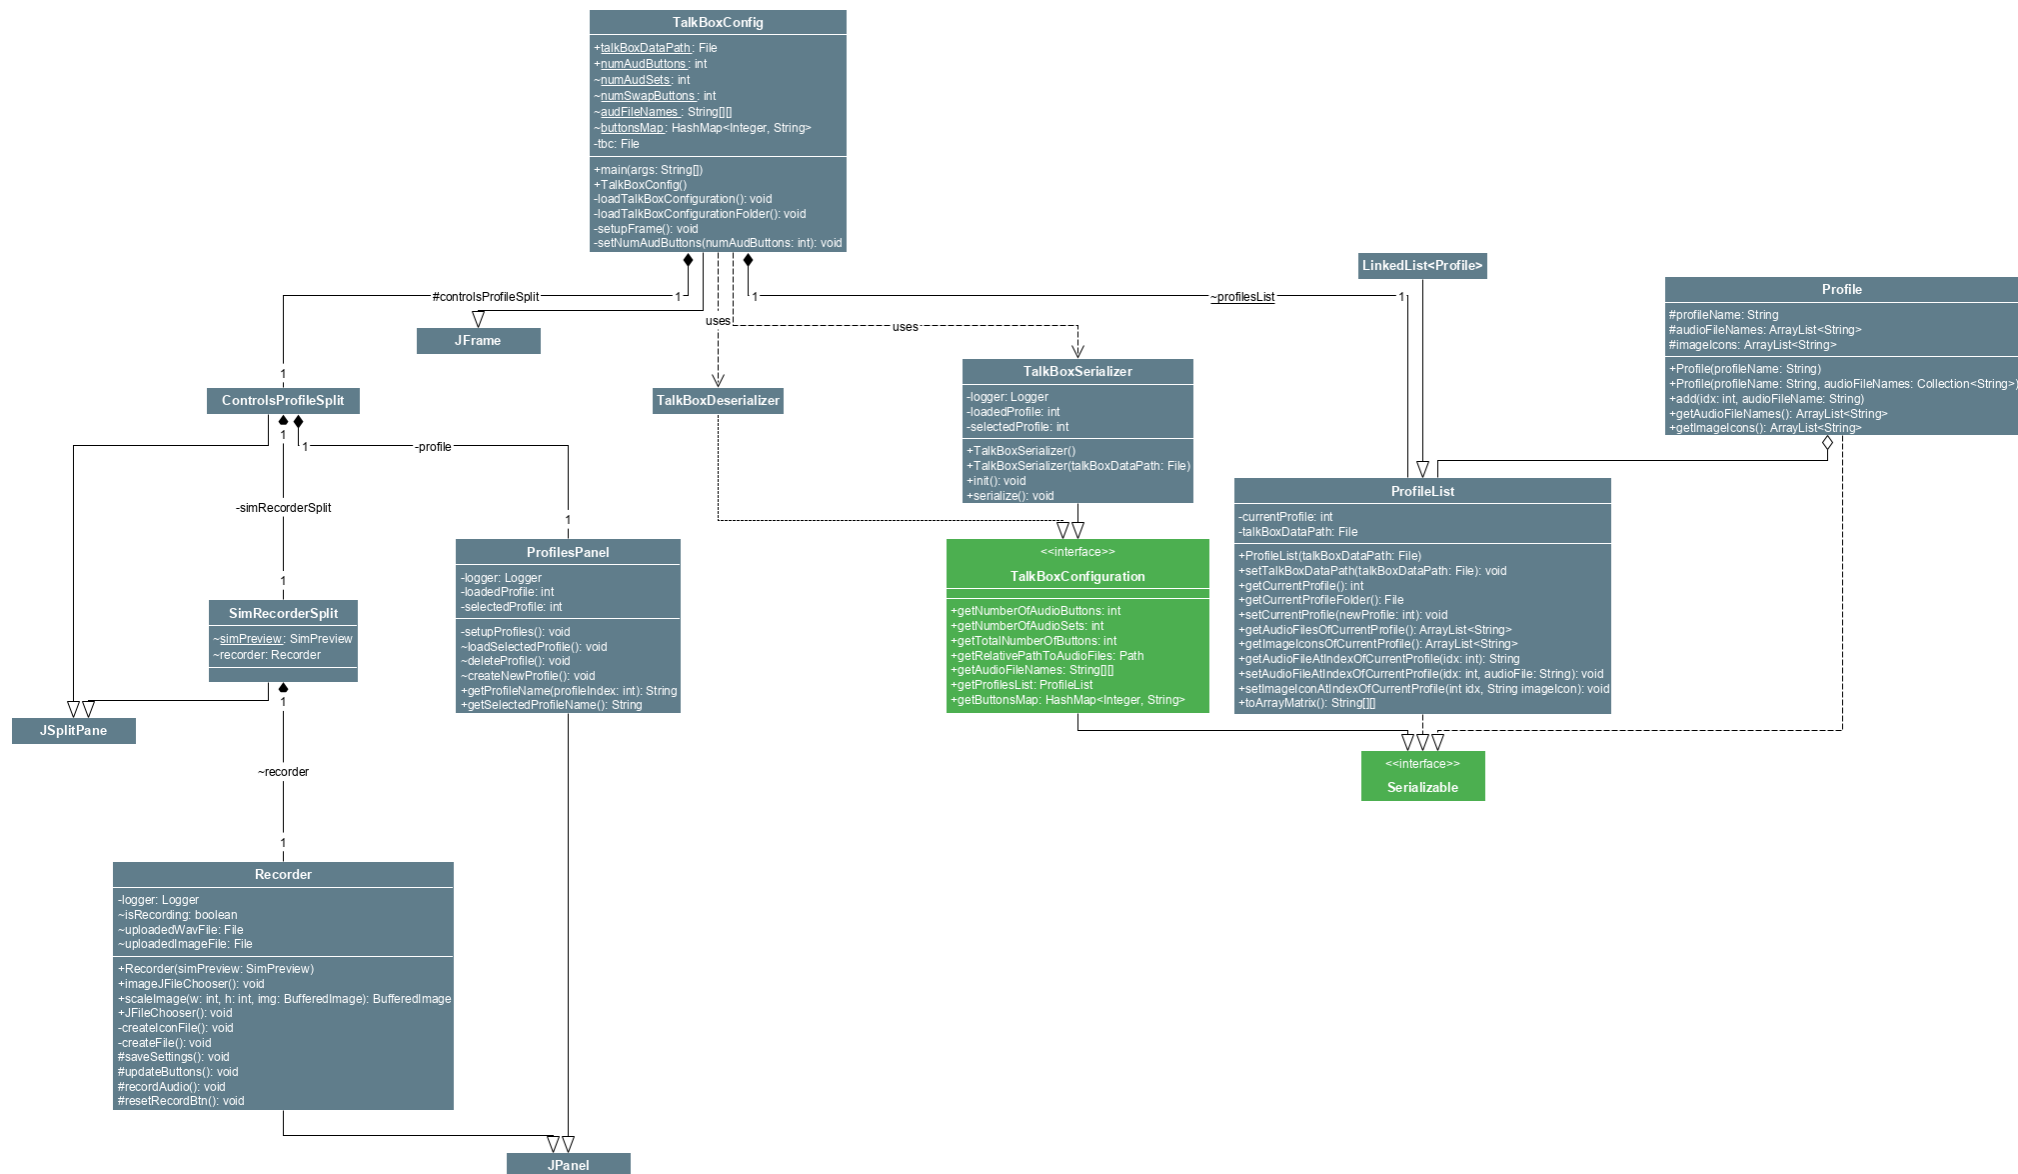 TalkBoxConfig
+talkBoxDataPath: File
+numAudButtons: int
~numAudSets: int
~numSwapButtons: int
~audFileNames: String[][]
~buttonsMap: HashMap<Integer, String>
-tbc: File
+main(args: String[])
+TalkBoxConfig()
-loadTalkBoxConfiguration(): void
-loadTalkBoxConfigurationFolder(): void
-setupFrame(): void
-setNumAudButtons(numAudButtons: int): void
#controlsProfileSplit
1
1
~profilesList
1
uses
uses
JFrame
LinkedList<Profile>
Profile
#profileName: String
#audioFileNames: ArrayList<String>
#imageIcons: ArrayList<String>
+Profile(profileName: String)
+Profile(profileName: String, audioFileNames: Collection<String>)
+add(idx: int, audioFileName: String)
+getAudioFileNames(): ArrayList<String>
+getImageIcons(): ArrayList<String>
1
ControlsProfileSplit
1
1
-profile
-simRecorderSplit
1
1
TalkBoxDeserializer
TalkBoxSerializer
-logger: Logger
-loadedProfile: int
-selectedProfile: int
+TalkBoxSerializer()
+TalkBoxSerializer(talkBoxDataPath: File)
+init(): void
+serialize(): void
ProfileList
-currentProfile: int
-talkBoxDataPath: File
+ProfileList(talkBoxDataPath: File)
+setTalkBoxDataPath(talkBoxDataPath: File): void
+getCurrentProfile(): int
+getCurrentProfileFolder(): File
+setCurrentProfile(newProfile: int): void
+getAudioFilesOfCurrentProfile(): ArrayList<String>
+getImageIconsOfCurrentProfile(): ArrayList<String>
+getAudioFileAtIndexOfCurrentProfile(idx: int): String
+setAudioFileAtIndexOfCurrentProfile(idx: int, audioFile: String): void
+setImageIconAtIndexOfCurrentProfile(int idx, String imageIcon): void
+toArrayMatrix(): String[][]
ProfilesPanel
-logger: Logger
-loadedProfile: int
-selectedProfile: int
-setupProfiles(): void
~loadSelectedProfile(): void
~deleteProfile(): void
~createNewProfile(): void
+getProfileName(profileIndex: int): String
+getSelectedProfileName(): String
<<interface>>
TalkBoxConfiguration
+getNumberOfAudioButtons: int
+getNumberOfAudioSets: int
+getTotalNumberOfButtons: int
+getRelativePathToAudioFiles: Path
+getAudioFileNames: String[][]
+getProfilesList: ProfileList
+getButtonsMap: HashMap<Integer, String>
SimRecorderSplit
~simPreview: SimPreview
~recorder: Recorder
1
JSplitPane
<<interface>>
Serializable
~recorder
1
Recorder
-logger: Logger
~isRecording: boolean
~uploadedWavFile: File
~uploadedImageFile: File
+Recorder(simPreview: SimPreview)
+imageJFileChooser(): void
+scaleImage(w: int, h: int, img: BufferedImage): BufferedImage
+JFileChooser(): void
-createIconFile(): void
-createFile(): void
#saveSettings(): void
#updateButtons(): void
#recordAudio(): void
#resetRecordBtn(): void
JPanel